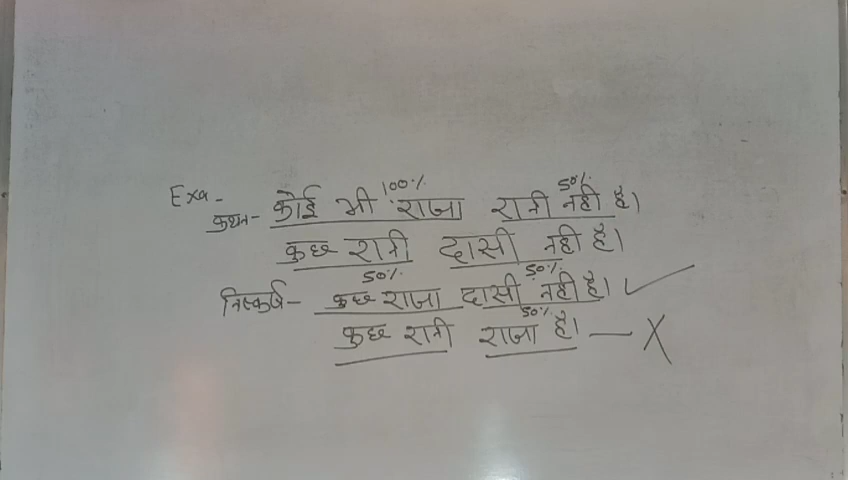 Exa - कथन - कोई भी 100% राजा रानी 50% नही है।
कुछ रानी दासी नही है।
निष्कर्ष - 50% कुछ राजा दासी 50% नही है। ✓
कुछ रानी राजा 50% है। — X